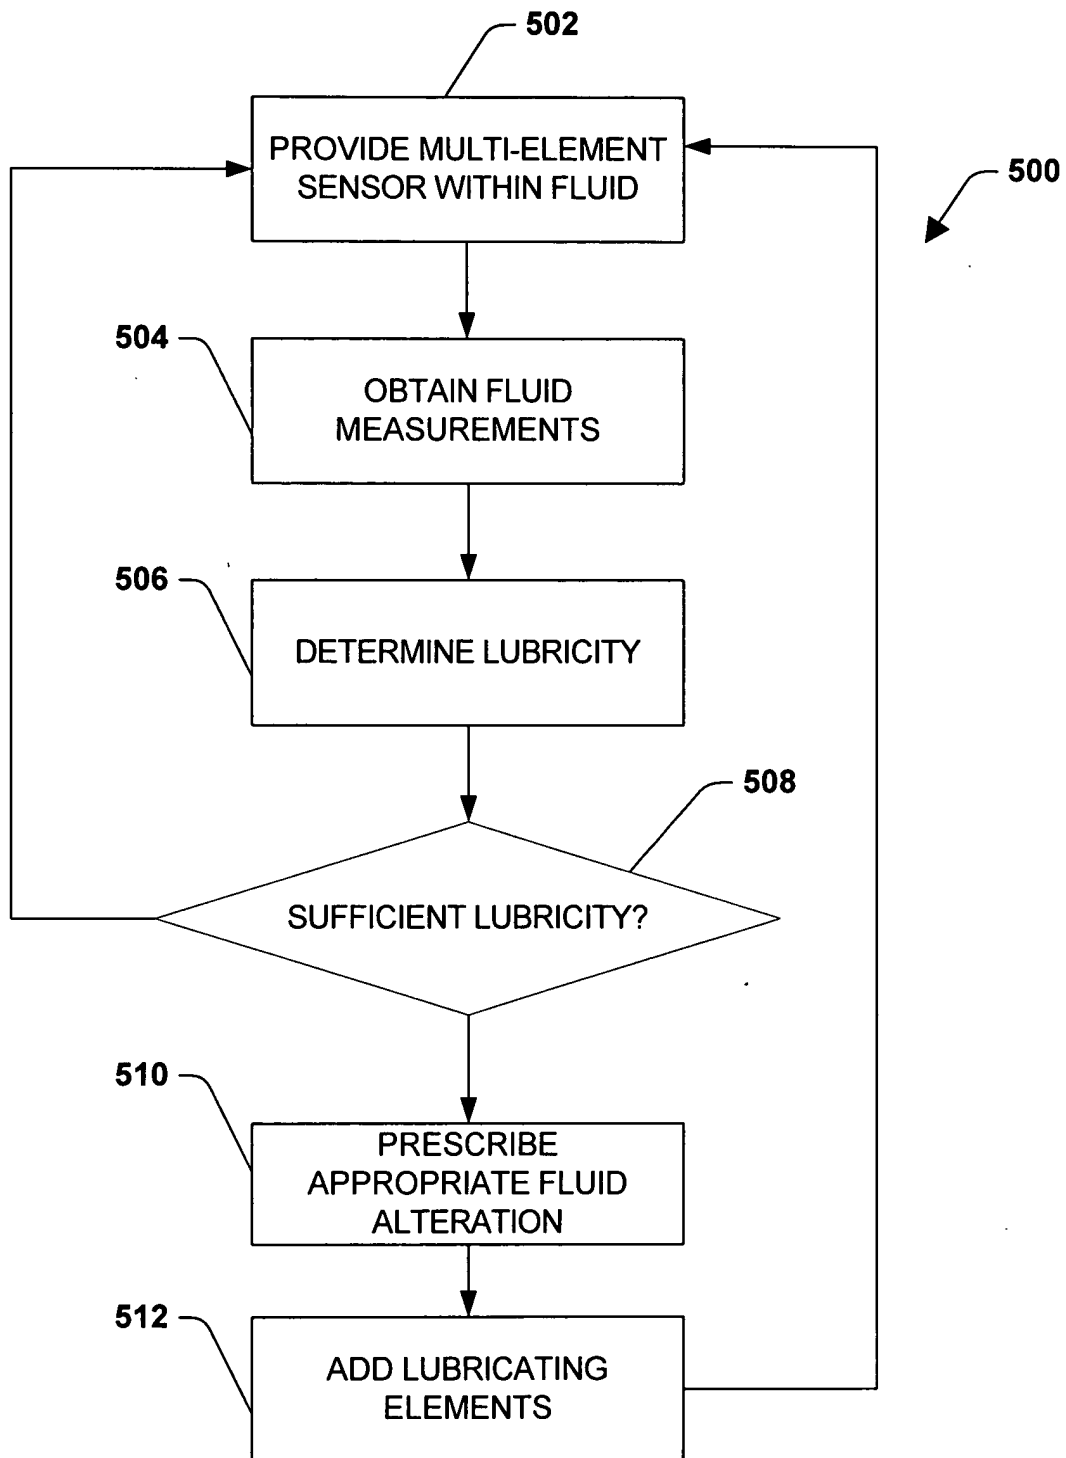 502
PROVIDE MULTI-ELEMENT
SENSOR WITHIN FLUID
500
504
OBTAIN FLUID
MEASUREMENTS
506
DETERMINE LUBRICITY
508
SUFFICIENT LUBRICITY?
510
PRESCRIBE
APPROPRIATE FLUID
ALTERATION
512
ADD LUBRICATING
ELEMENTS